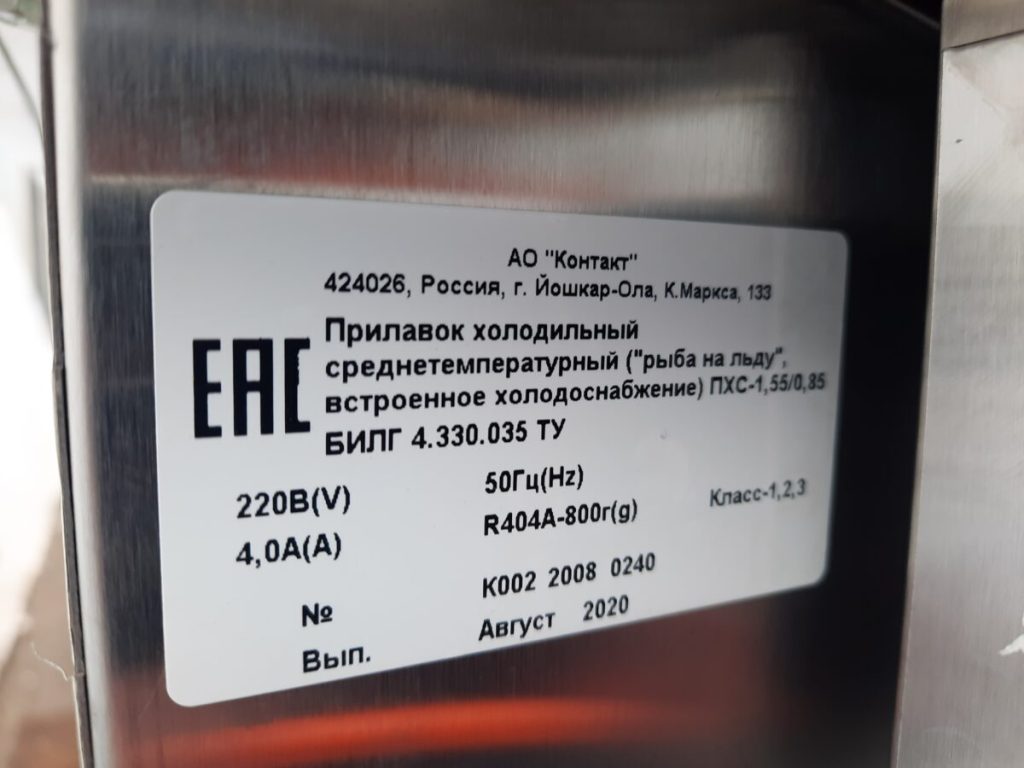 АО "Контакт"
424026, Россия, г. Йошкар-Ола, К.Маркса, 133
EAC
Прилавок холодильный
среднетемпературный ("рыба на льду",
встроенное холодоснабжение) ПХС-1,55/0,85
БИЛГ 4.330.035 ТУ
220В(V) 50Гц(Hz)
4,0А(А) R404A-800г(g) Класс-1,2,3
№ К002 2008 0240
Вып. Август 2020